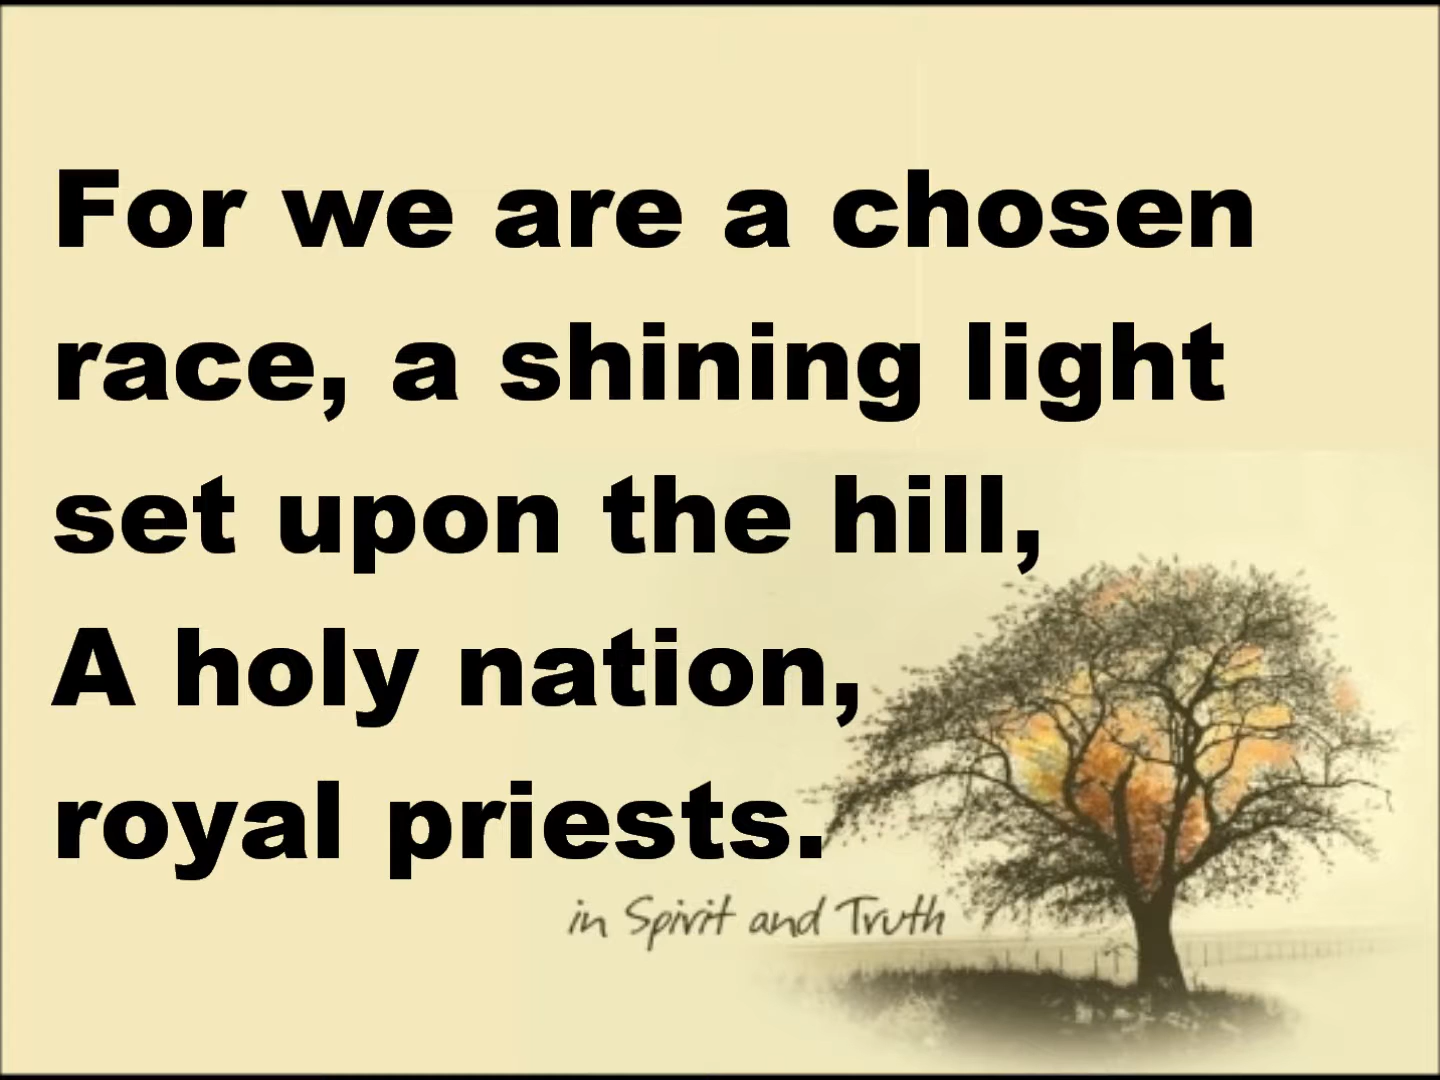 For we are a chosen
race, a shining light
set upon the hill,
A holy nation,
royal priests.
in Spirit and Truth